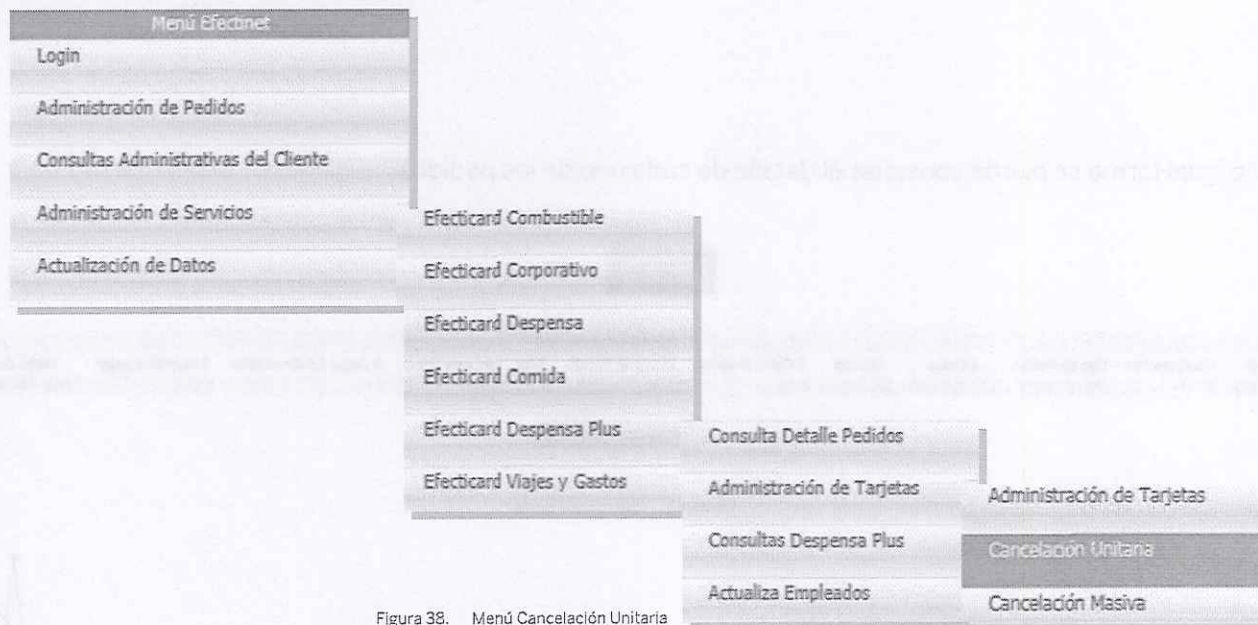 Menú Efectinet
Login
Administración de Pedidos
Consultas Administrativas del Cliente
Administración de Servicios
Actualización de Datos
Efecticard Combustible
Efecticard Corporativo
Efecticard Despensa
Efecticard Comida
Efecticard Despensa Plus
Efecticard Viajes y Gastos
Consulta Detalle Pedidos
Administración de Tarjetas
Consultas Despensa Plus
Actualiza Empleados
Administración de Tarjetas
Cancelación Unitaria
Cancelación Masiva
Figura 38. Menú Cancelación Unitaria